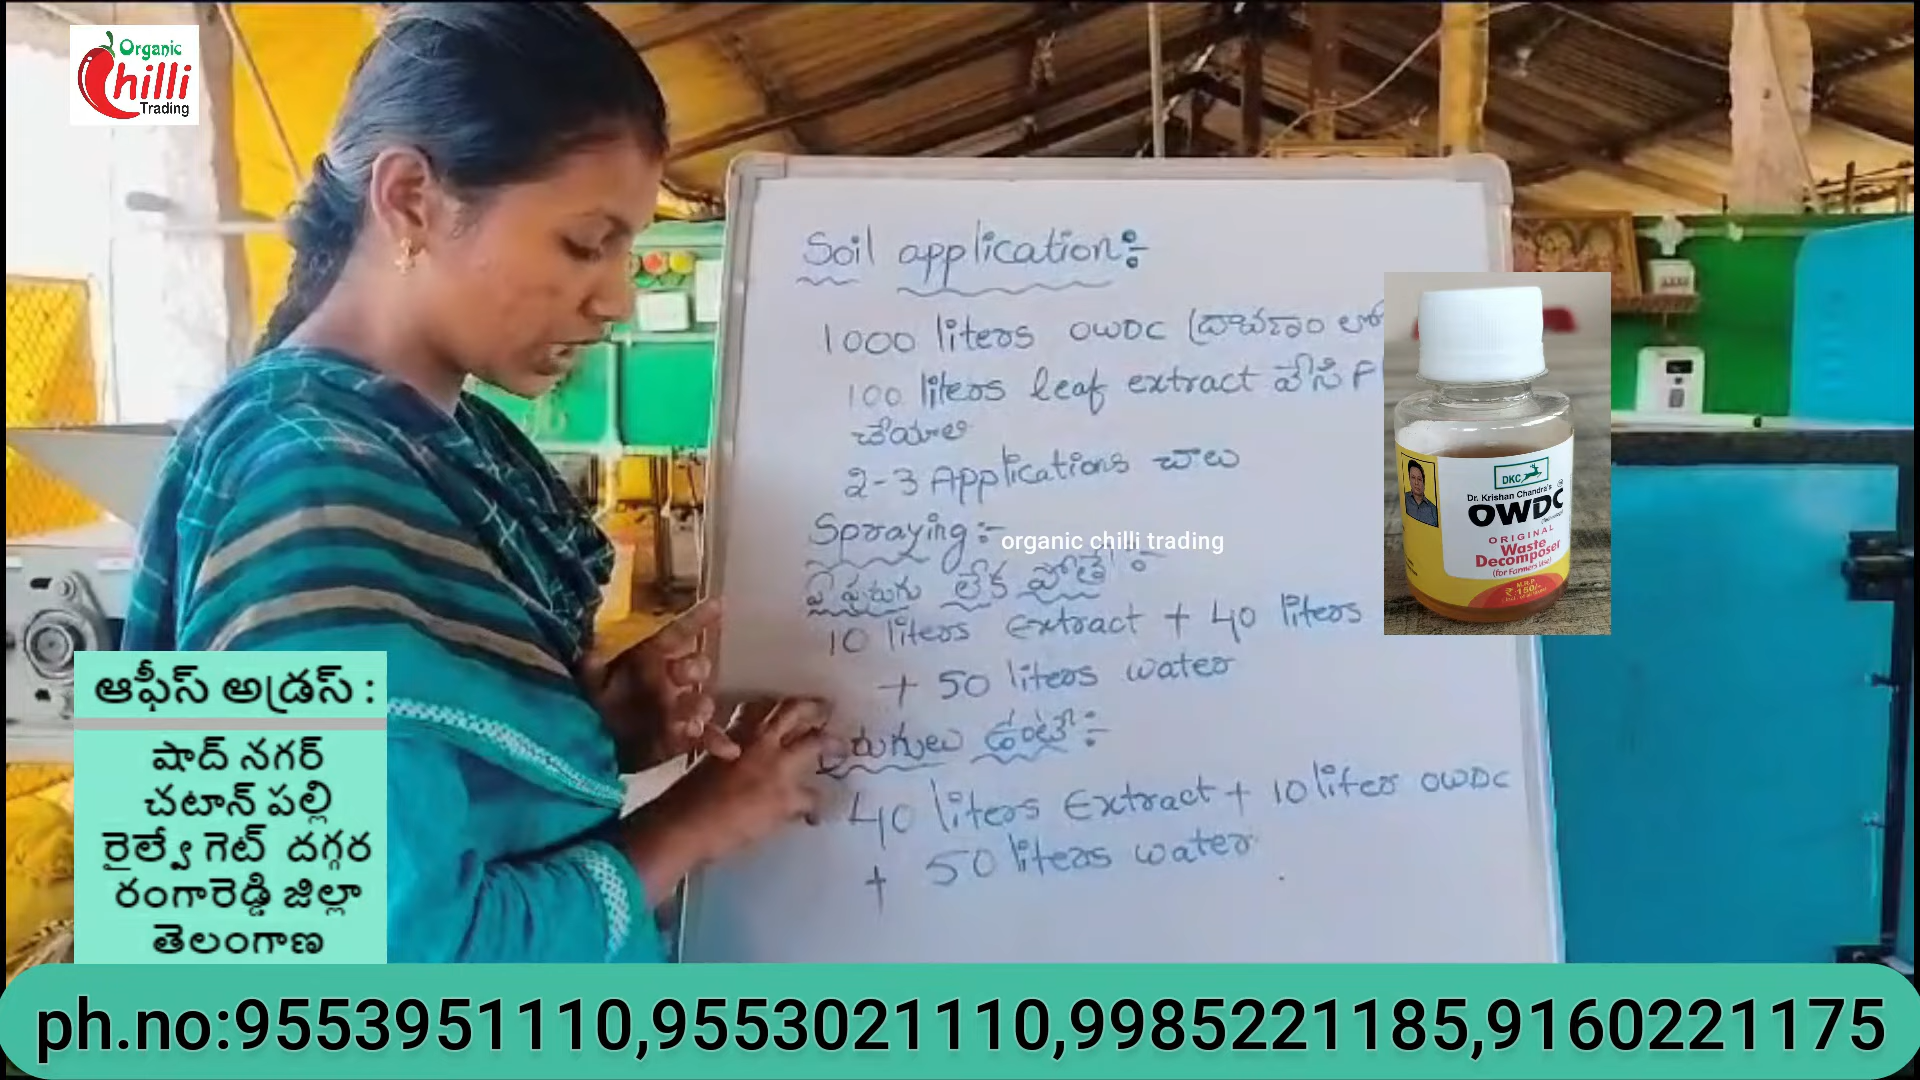 Organic
Chilli
Trading
Soil application:-
1000 liters OWDC (
100 liters leaf extract వేసి
చేయాలి
2-3 Applications చాలు
Spraying:-
organic chilli trading
ఏ పురుగు లేక పోతే:-
10 liters extract + 40 liters
+ 50 liters water
పురుగులు ఉంటే:-
40 liters Extract + 10 liter OWDC
+ 50 liters water
DKC
Dr. Krishan Chandra's
OWDC
ORIGINAL
Waste
Decomposer
(for Farmers Use)
M.R.P.
₹ 150/-
ఆఫీస్ అడ్రస్ :
షాద్ నగర్
చటాన్ పల్లి
రైల్వే గెట్ దగ్గర
రంగారెడ్డి జిల్లా
తెలంగాణ
ph.no:9553951110,9553021110,9985221185,9160221175